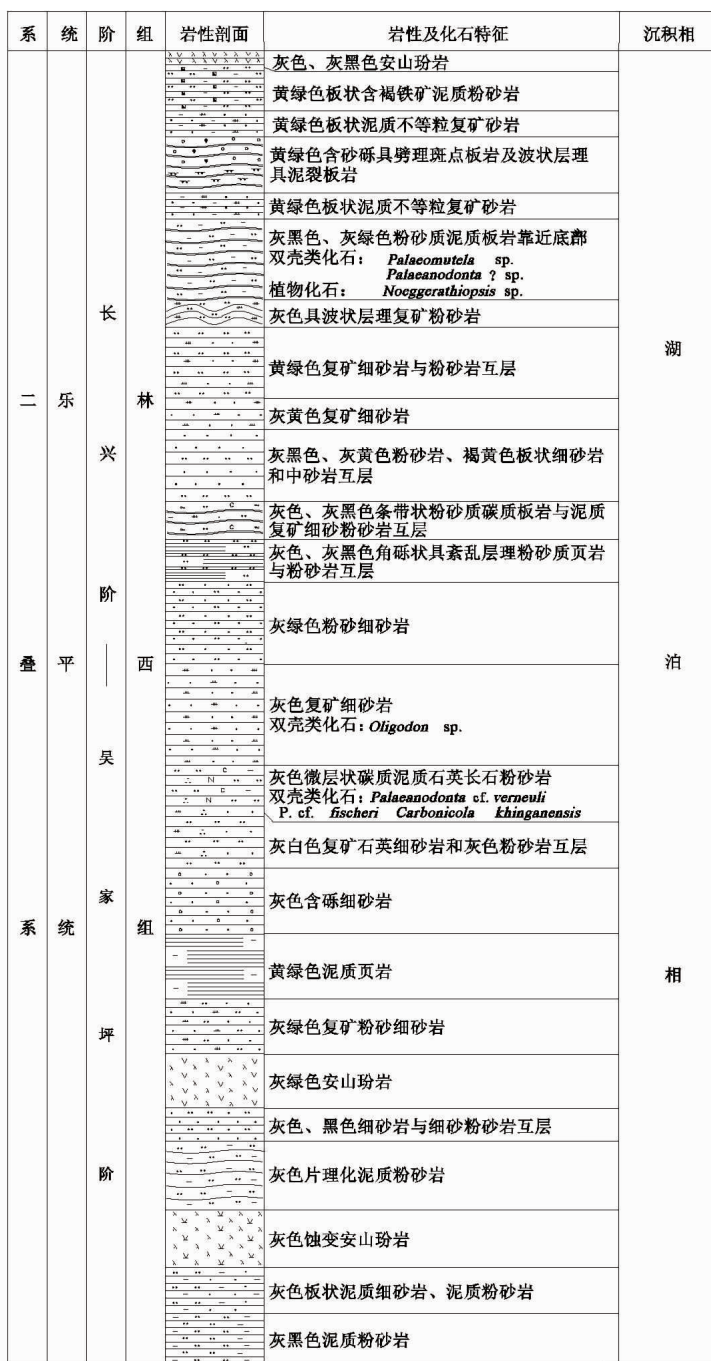 系 统 阶 组 岩性剖面 岩性及化石特征 沉积相
灰色、灰黑色安山玢岩
黄绿色板状含褐铁矿泥质粉砂岩
黄绿色板状泥质不等粒复矿砂岩
黄绿色含砂砾具劈理斑点板岩及波状层理
具泥裂板岩
黄绿色板状泥质不等粒复矿砂岩
灰黑色、灰绿色粉砂质泥质板岩靠近底部
双壳类化石: Palaeomutela sp.
Palaeanodonta ? sp.
植物化石: Noeggerathiopsis sp.
灰色具波状层理复矿粉砂岩
黄绿色复矿细砂岩与粉砂岩互层
灰黄色复矿细砂岩
灰黑色、灰黄色粉砂岩、褐黄色板状细砂岩
和中砂岩互层
灰色、灰黑色条带状粉砂质碳质板岩与泥质
复矿细砂粉砂岩互层
灰色、灰黑色角砾状具紊乱层理粉砂质页岩
与粉砂岩互层
灰绿色粉砂细砂岩
灰色复矿细砂岩
双壳类化石: Oligodon sp.
灰色微层状碳质泥质石英长石粉砂岩
双壳类化石: Palaeanodonta cf. verneuli
P. cf. fischeri Carbonicola khinganensis
灰白色复矿石英细砂岩和灰色粉砂岩互层
灰色含砾细砂岩
黄绿色泥质页岩
灰绿色复矿粉砂细砂岩
灰绿色安山玢岩
灰色、黑色细砂岩与细砂粉砂岩互层
灰色片理化泥质粉砂岩
灰色蚀变安山玢岩
灰色板状泥质细砂岩、泥质粉砂岩
灰黑色泥质粉砂岩
二叠系
乐平统
长兴阶—吴家坪阶
林西组
湖泊相